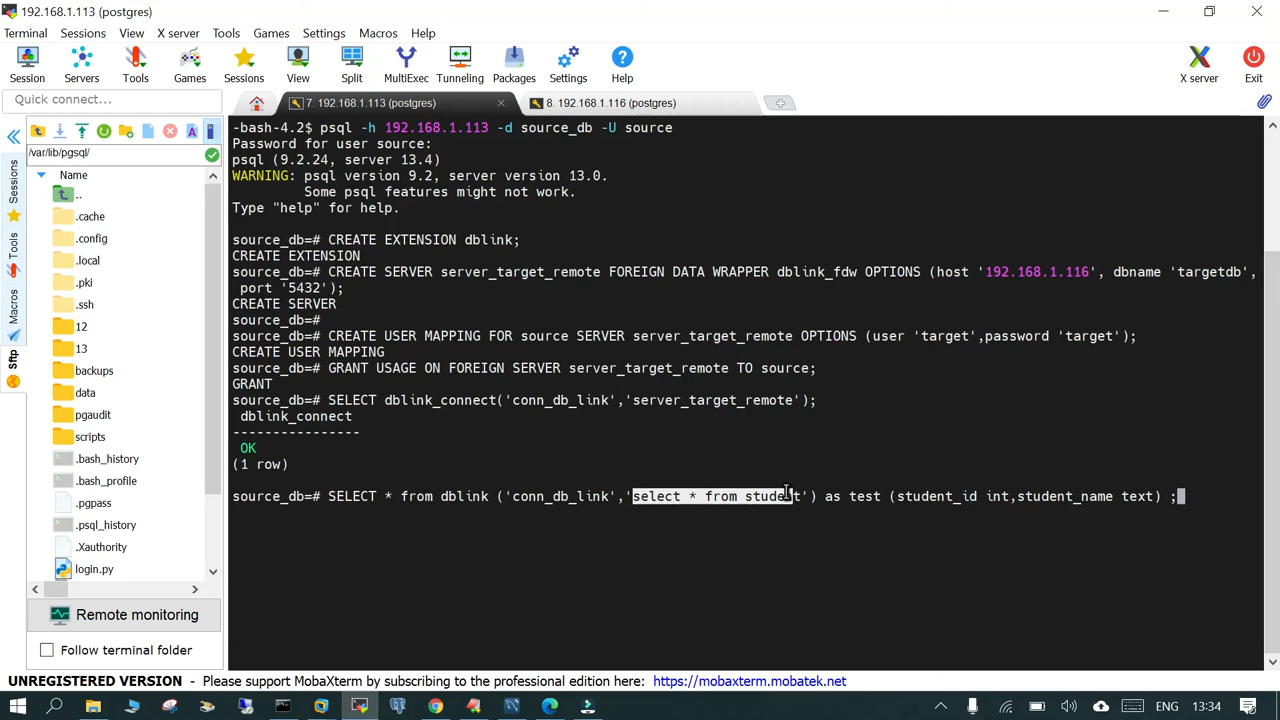 192.168.1.113 (postgres)
Terminal Sessions View X server Tools Games Settings Macros Help
Session Servers Tools Games Sessions View Split MultiExec Tunneling Packages Settings Help X server Exit
Quick connect...
7. 192.168.1.113 (postgres)
8. 192.168.1.116 (postgres)
Sessions
Tools
Macros
Sftp
/var/lib/pgsql/
Name
..
.cache
.config
.local
.pki
.ssh
12
13
backups
data
pgaudit
scripts
.bash_history
.bash_profile
.pgpass
.psql_history
.Xauthority
login.py
Remote monitoring
Follow terminal folder
-bash-4.2$ psql -h 192.168.1.113 -d source_db -U source
Password for user source:
psql (9.2.24, server 13.4)
WARNING: psql version 9.2, server version 13.0.
Some psql features might not work.
Type "help" for help.
source_db=# CREATE EXTENSION dblink;
CREATE EXTENSION
source_db=# CREATE SERVER server_target_remote FOREIGN DATA WRAPPER dblink_fdw OPTIONS (host '192.168.1.116', dbname 'targetdb',
port '5432');
CREATE SERVER
source_db=#
source_db=# CREATE USER MAPPING FOR source SERVER server_target_remote OPTIONS (user 'target',password 'target');
CREATE USER MAPPING
source_db=# GRANT USAGE ON FOREIGN SERVER server_target_remote TO source;
GRANT
source_db=# SELECT dblink_connect('conn_db_link','server_target_remote');
dblink_connect
----------------
OK
(1 row)
source_db=# SELECT * from dblink ('conn_db_link','select * from student') as test (student_id int,student_name text) ;
UNREGISTERED VERSION - Please support MobaXterm by subscribing to the professional edition here: https://mobaxterm.mobatek.net
ENG 13:34